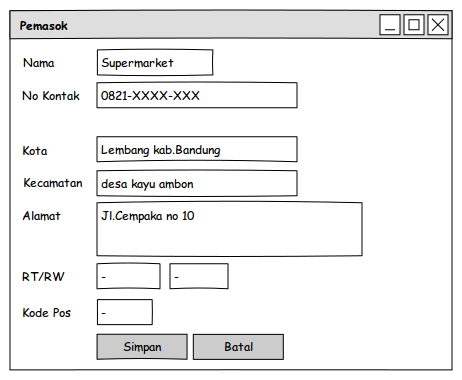 Pemasok
Nama Supermarket
No Kontak 0821-XXXX-XXX
Kota Lembang kab.Bandung
Kecamatan desa kayu ambon
Alamat Jl.Cempaka no 10
RT/RW - -
Kode Pos -
Simpan Batal